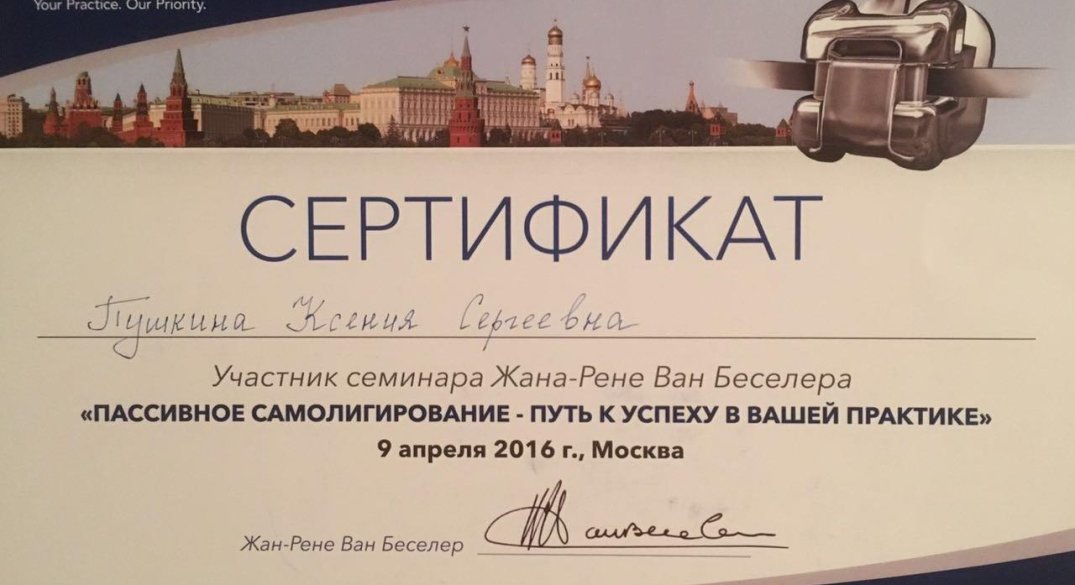 Your Practice. Our Priority.
СЕРТИФИКАТ
Пушкина Ксения Сергеевна
Участник семинара Жана-Рене Ван Беселера
«ПАССИВНОЕ САМОЛИГИРОВАНИЕ - ПУТЬ К УСПЕХУ В ВАШЕЙ ПРАКТИКЕ»
9 апреля 2016 г., Москва
Жан-Рене Ван Беселер